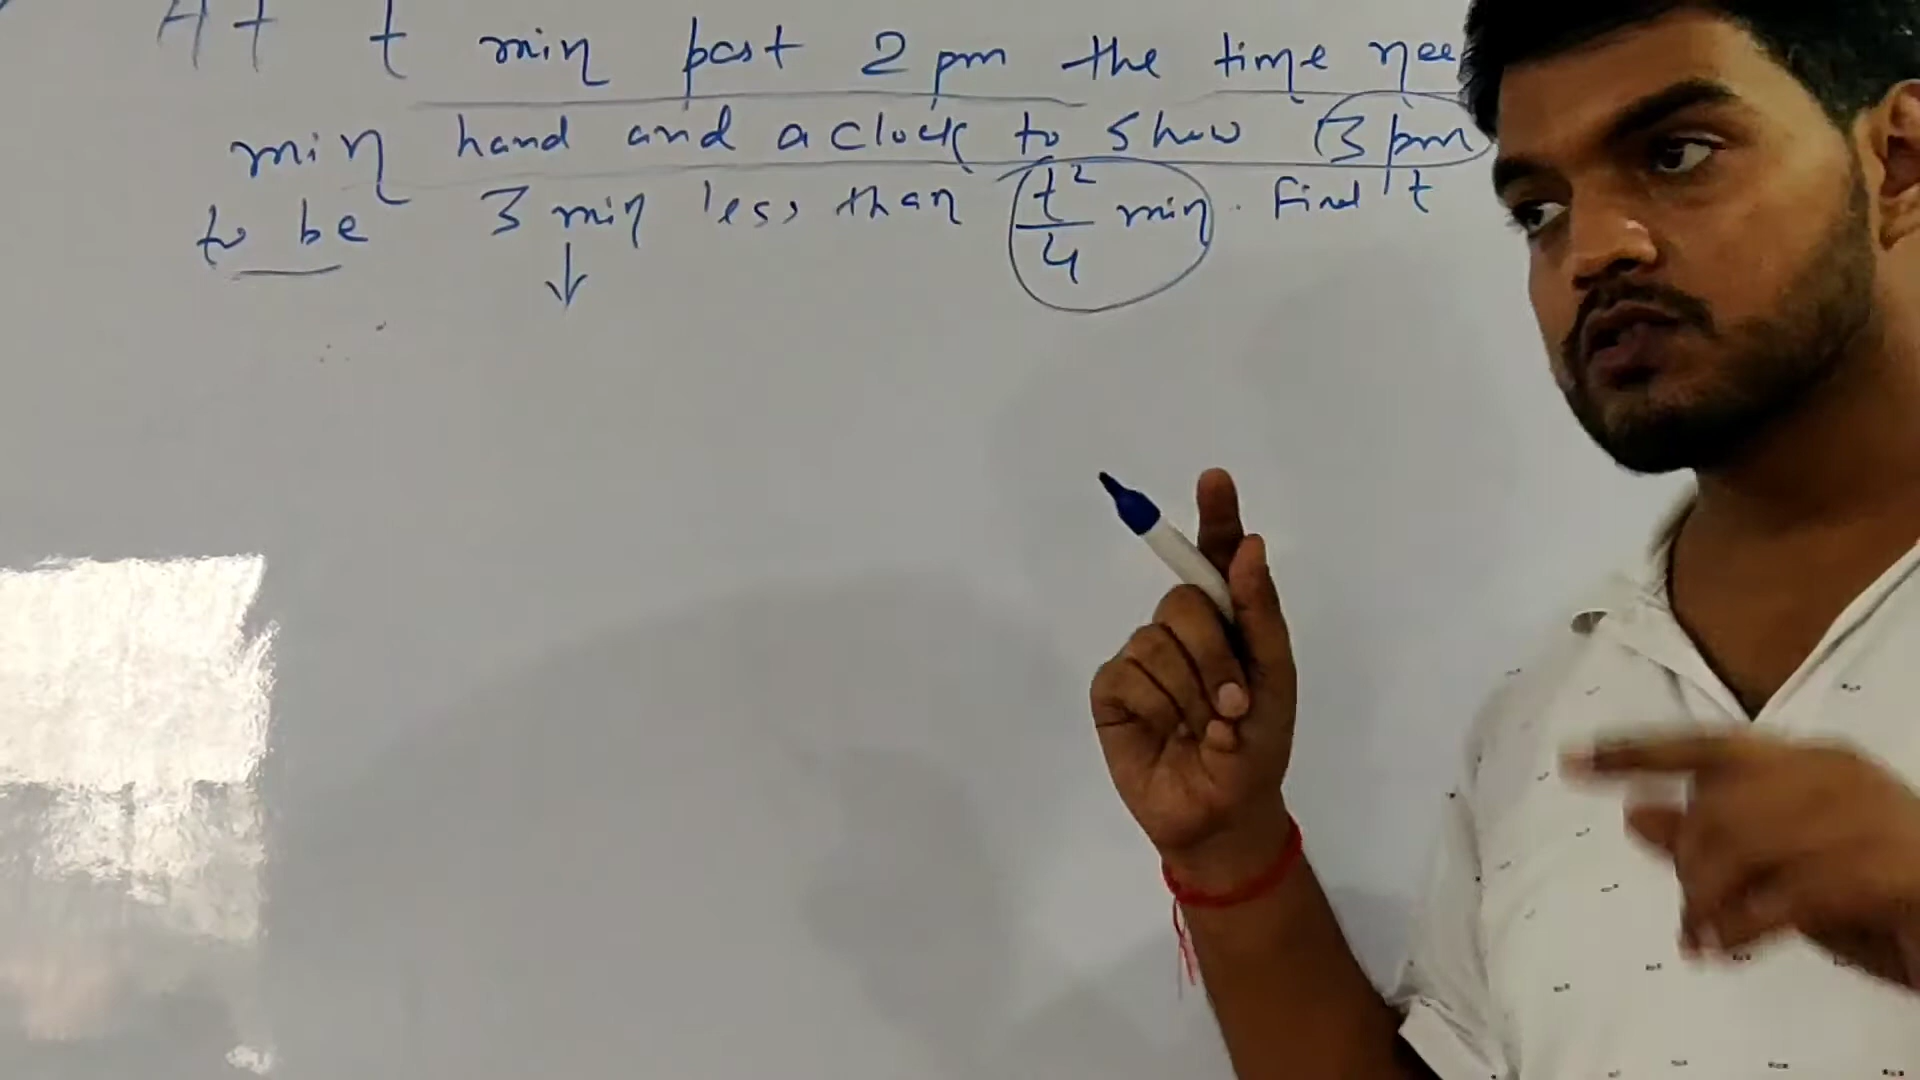 At t min past 2 pm the time nee
min hand and a clock to show 3 pm
to be 3 min less than t²/4 min. Find t